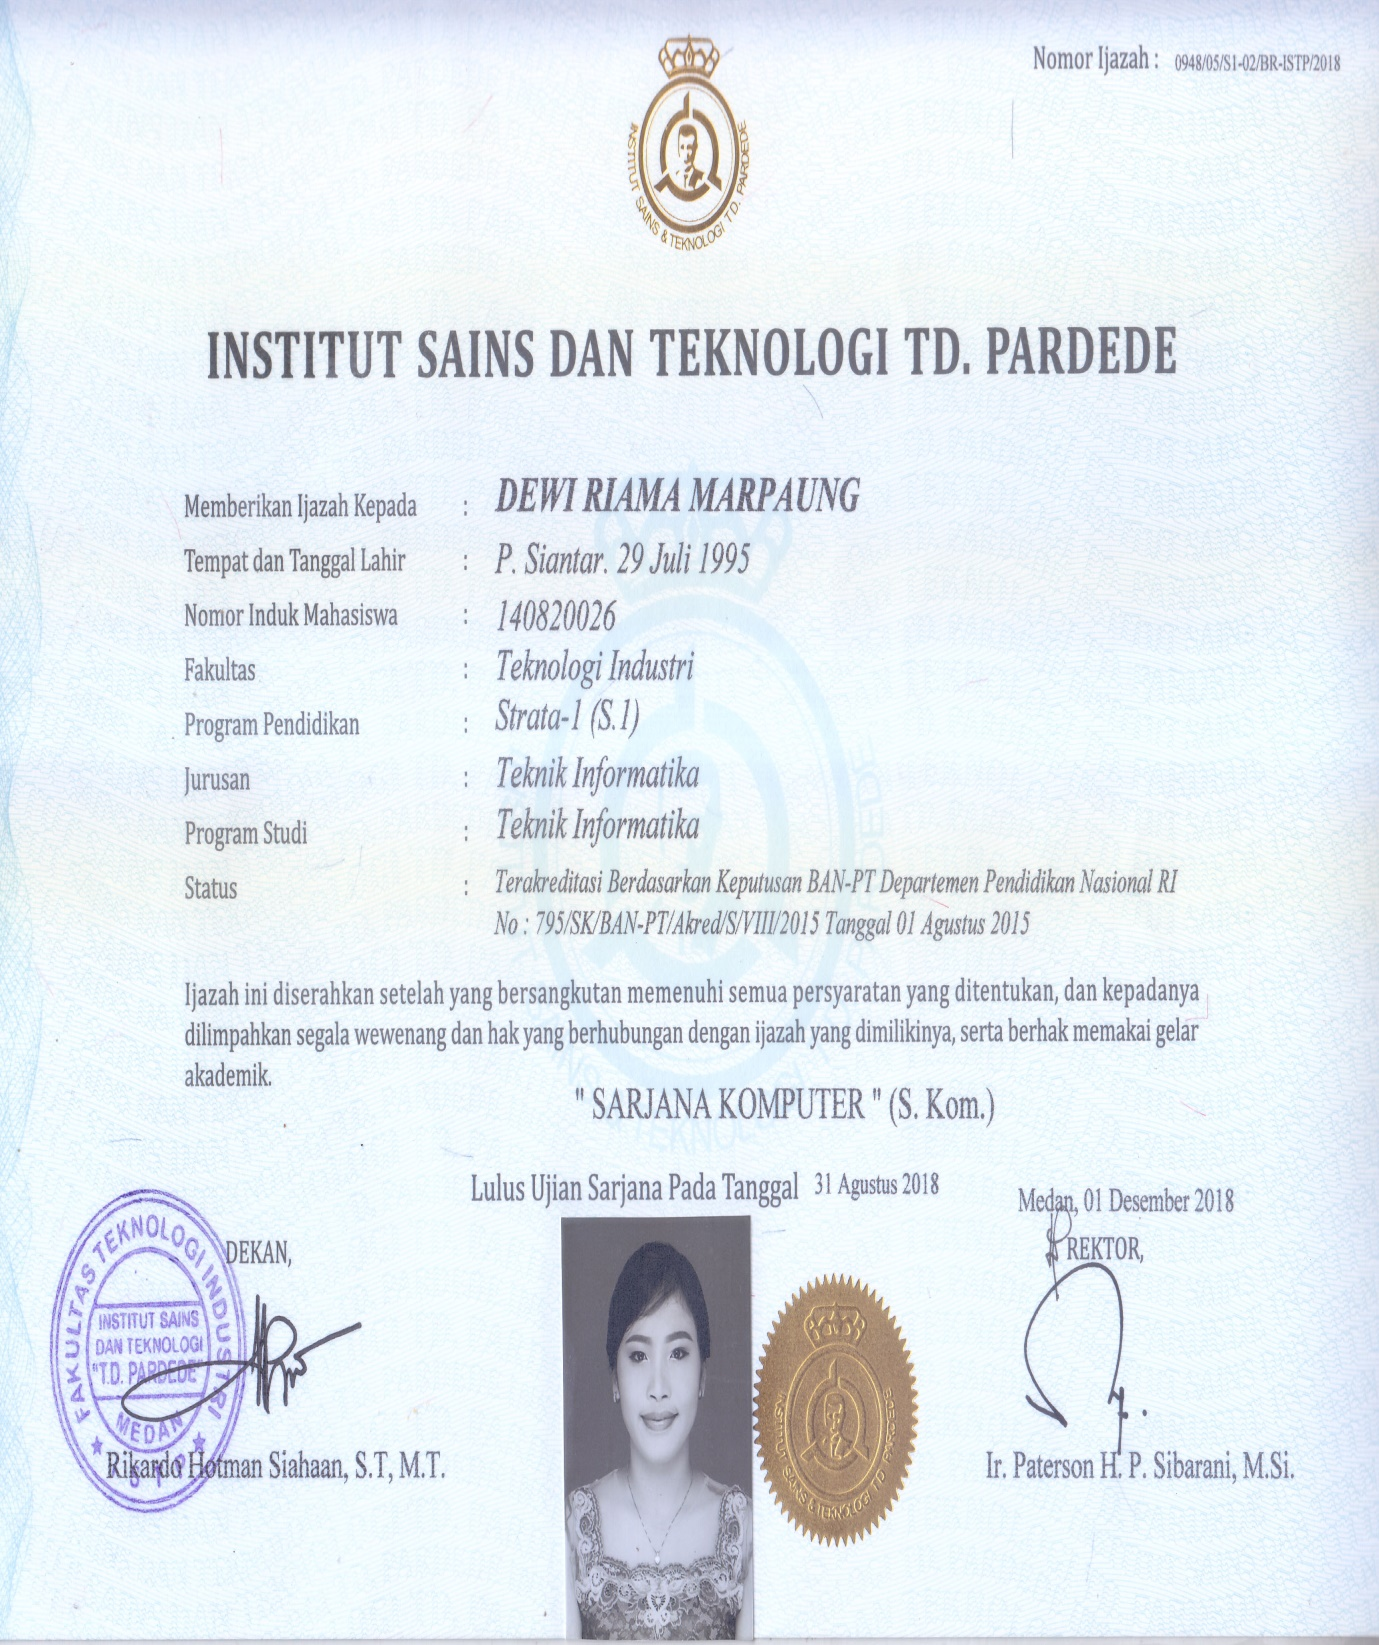 Nomor Ijazah : 0948/05/S1-02/BR-ISTP/2018
INSTITUT SAINS & TEKNOLOGI T.D. PARDEDE
INSTITUT SAINS DAN TEKNOLOGI TD. PARDEDE
Memberikan Ijazah Kepada : DEWI RIAMA MARPAUNG
Tempat dan Tanggal Lahir : P. Siantar. 29 Juli 1995
Nomor Induk Mahasiswa : 140820026
Fakultas : Teknologi Industri
Program Pendidikan : Strata-1 (S.1)
Jurusan : Teknik Informatika
Program Studi : Teknik Informatika
Status : Terakreditasi Berdasarkan Keputusan BAN-PT Departemen Pendidikan Nasional RI
No : 795/SK/BAN-PT/Akred/S/VIII/2015 Tanggal 01 Agustus 2015
Ijazah ini diserahkan setelah yang bersangkutan memenuhi semua persyaratan yang ditentukan, dan kepadanya
dilimpahkan segala wewenang dan hak yang berhubungan dengan ijazah yang dimilikinya, serta berhak memakai gelar
akademik.
" SARJANA KOMPUTER " (S. Kom.)
Lulus Ujian Sarjana Pada Tanggal 31 Agustus 2018
Medan, 01 Desember 2018
DEKAN,
REKTOR,
FAKULTAS TEKNOLOGI INDUSTRI
INSTITUT SAINS
DAN TEKNOLOGI
"T.D. PARDEDE"
MEDAN
ISTP
INSTITUT SAINS & TEKNOLOGI TD. PARDEDE
Rikardo Hotman Siahaan, S.T, M.T.
Ir. Paterson H. P. Sibarani, M.Si.